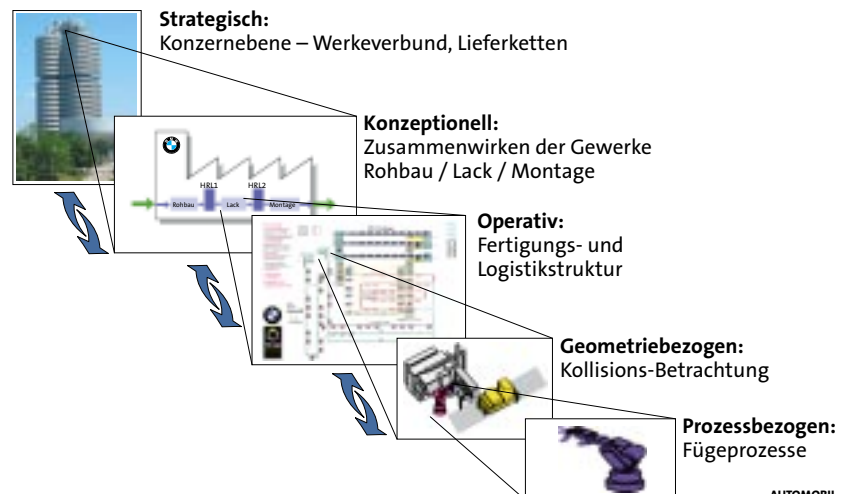 Strategisch:
Konzernebene – Werkeverbund, Lieferketten
Konzeptionell:
Zusammenwirken der Gewerke
Rohbau / Lack / Montage
HRL1 HRL2
Rohbau Lack Montage
Operativ:
Fertigungs- und
Logistikstruktur
Geometriebezogen:
Kollisions-Betrachtung
Prozessbezogen:
Fügeprozesse
AUTOMOBIL